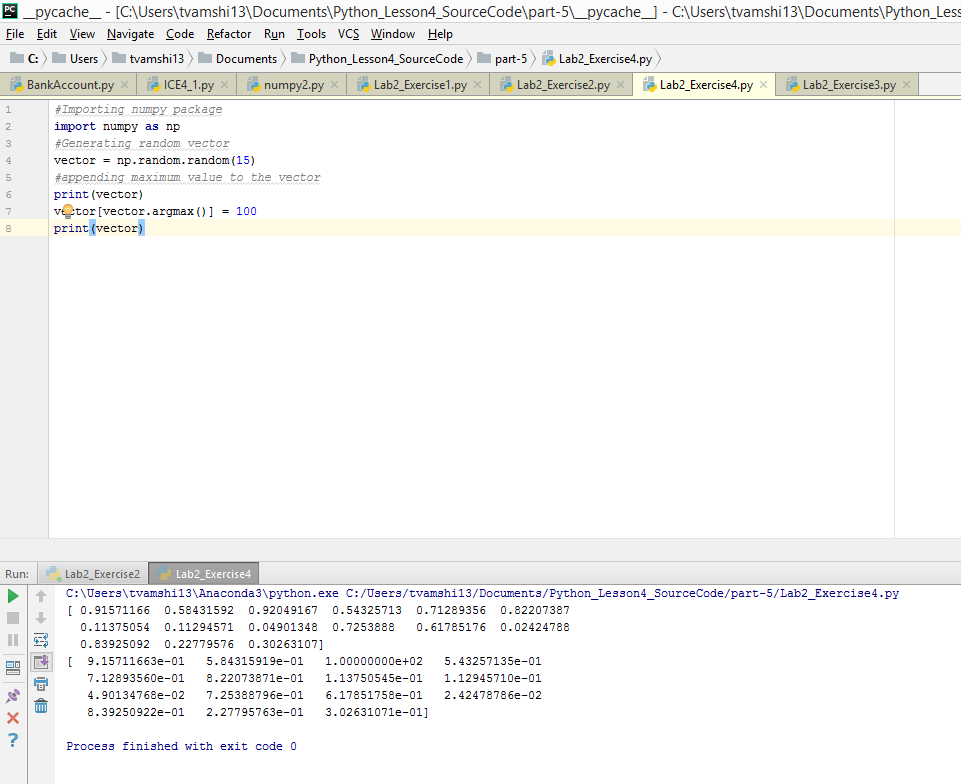 PC __pycache__ - [C:\Users\tvamshi13\Documents\Python_Lesson4_SourceCode\part-5\__pycache__] - C:\Users\tvamshi13\Documents\Python_Less
File Edit View Navigate Code Refactor Run Tools VCS Window Help
C: Users tvamshi13 Documents Python_Lesson4_SourceCode part-5 Lab2_Exercise4.py
BankAccount.py ICE4_1.py numpy2.py Lab2_Exercise1.py Lab2_Exercise2.py Lab2_Exercise4.py Lab2_Exercise3.py
1 #Importing numpy package
2 import numpy as np
3 #Generating random vector
4 vector = np.random.random(15)
5 #appending maximum value to the vector
6 print(vector)
7 vector[vector.argmax()] = 100
8 print(vector)
Run: Lab2_Exercise2 Lab2_Exercise4
C:\Users\tvamshi13\Anaconda3\python.exe C:/Users/tvamshi13/Documents/Python_Lesson4_SourceCode/part-5/Lab2_Exercise4.py
[ 0.91571166 0.58431592 0.92049167 0.54325713 0.71289356 0.82207387
0.11375054 0.11294571 0.04901348 0.7253888 0.61785176 0.02424788
0.83925092 0.22779576 0.30263107]
[ 9.15711663e-01 5.84315919e-01 1.00000000e+02 5.43257135e-01
7.12893560e-01 8.22073871e-01 1.13750545e-01 1.12945710e-01
4.90134768e-02 7.25388796e-01 6.17851758e-01 2.42478786e-02
8.39250922e-01 2.27795763e-01 3.02631071e-01]
Process finished with exit code 0